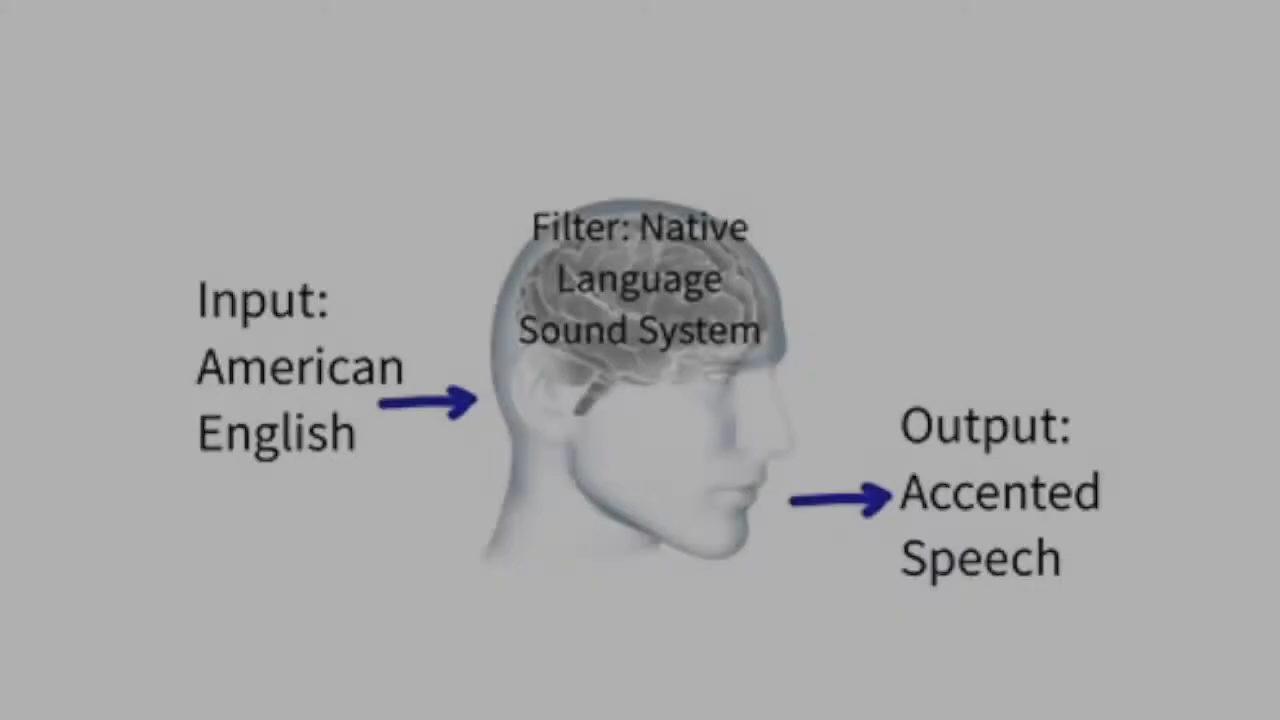 Input:
American
English
Filter: Native
Language
Sound System
Output:
Accented
Speech